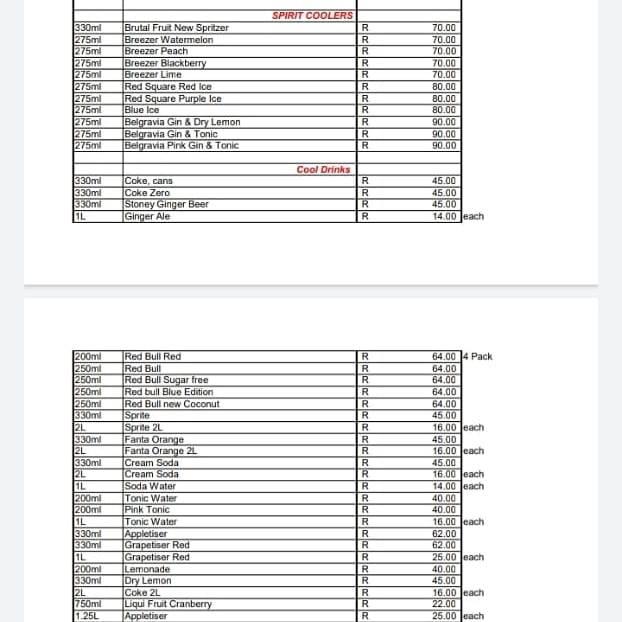 SPIRIT COOLERS
330ml Brutal Fruit New Spritzer R 70.00
275ml Breezer Watermelon R 70.00
275ml Breezer Peach R 70.00
275ml Breezer Blackberry R 70.00
275ml Breezer Lime R 70.00
275ml Red Square Red Ice R 80.00
275ml Red Square Purple Ice R 80.00
275ml Blue Ice R 80.00
275ml Belgravia Gin & Dry Lemon R 90.00
275ml Belgravia Gin & Tonic R 90.00
275ml Belgravia Pink Gin & Tonic R 90.00
Cool Drinks
330ml Coke, cans R 45.00
330ml Coke Zero R 45.00
330ml Stoney Ginger Beer R 45.00
1L Ginger Ale R 14.00 each
200ml Red Bull Red R 64.00 4 Pack
250ml Red Bull R 64.00
250ml Red Bull Sugar free R 64.00
250ml Red bull Blue Edition R 64.00
250ml Red Bull new Coconut R 64.00
330ml Sprite R 45.00
2L Sprite 2L R 16.00 each
330ml Fanta Orange R 45.00
2L Fanta Orange 2L R 16.00 each
330ml Cream Soda R 45.00
2L Cream Soda R 16.00 each
1L Soda Water R 14.00 each
200ml Tonic Water R 40.00
200ml Pink Tonic R 40.00
1L Tonic Water R 16.00 each
330ml Appletiser R 62.00
330ml Grapetiser Red R 62.00
1L Grapetiser Red R 25.00 each
200ml Lemonade R 40.00
330ml Dry Lemon R 45.00
2L Coke 2L R 16.00 each
750ml Liqui Fruit Cranberry R 22.00
1.25L Appletiser R 25.00 each